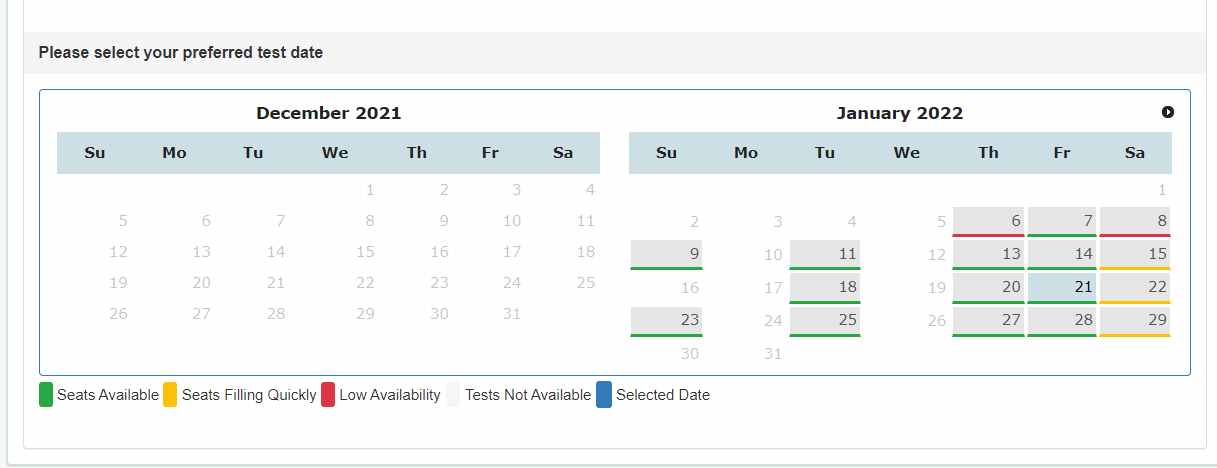 Please select your preferred test date
December 2021
Su Mo Tu We Th Fr Sa
1 2 3 4
5 6 7 8 9 10 11
12 13 14 15 16 17 18
19 20 21 22 23 24 25
26 27 28 29 30 31
January 2022
Su Mo Tu We Th Fr Sa
1
2 3 4 5 6 7 8
9 10 11 12 13 14 15
16 17 18 19 20 21 22
23 24 25 26 27 28 29
30 31
Seats Available Seats Filling Quickly Low Availability Tests Not Available Selected Date